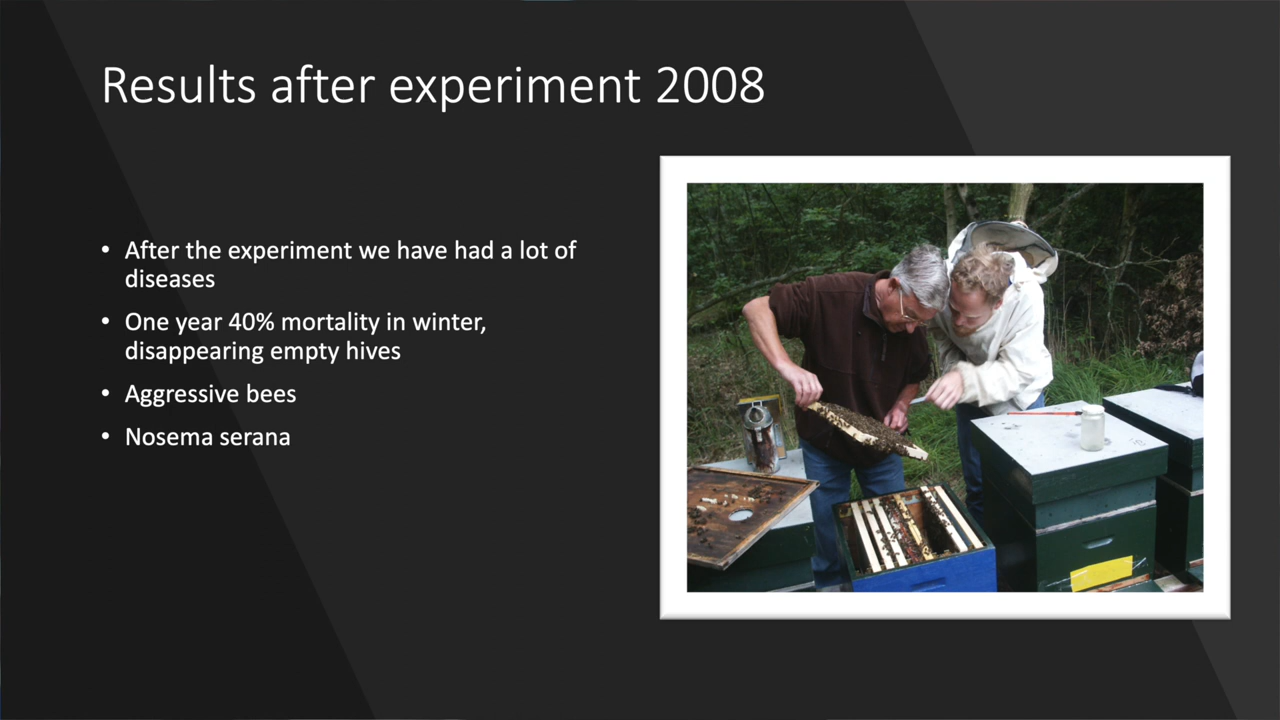 Results after experiment 2008
• After the experiment we have had a lot of
diseases
• One year 40% mortality in winter,
disappearing empty hives
• Aggressive bees
• Nosema serana